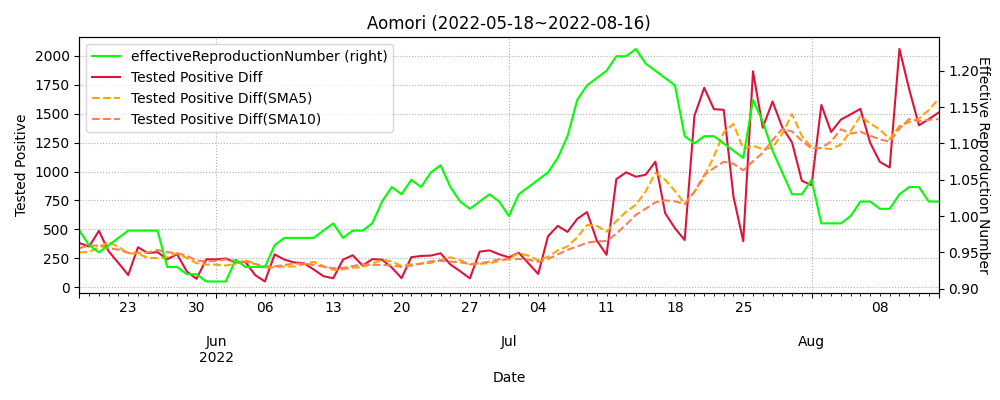 Aomori (2022-05-18~2022-08-16)
effectiveReproductionNumber (right)
Tested Positive Diff
Tested Positive Diff(SMA5)
Tested Positive Diff(SMA10)
Tested Positive
2000
1750
1500
1250
1000
750
500
250
0
Effective Reproduction Number
1.20
1.15
1.10
1.05
1.00
0.95
0.90
23 30 06 13 20 27 04 11 18 25 08
Jun Jul Aug
2022
Date